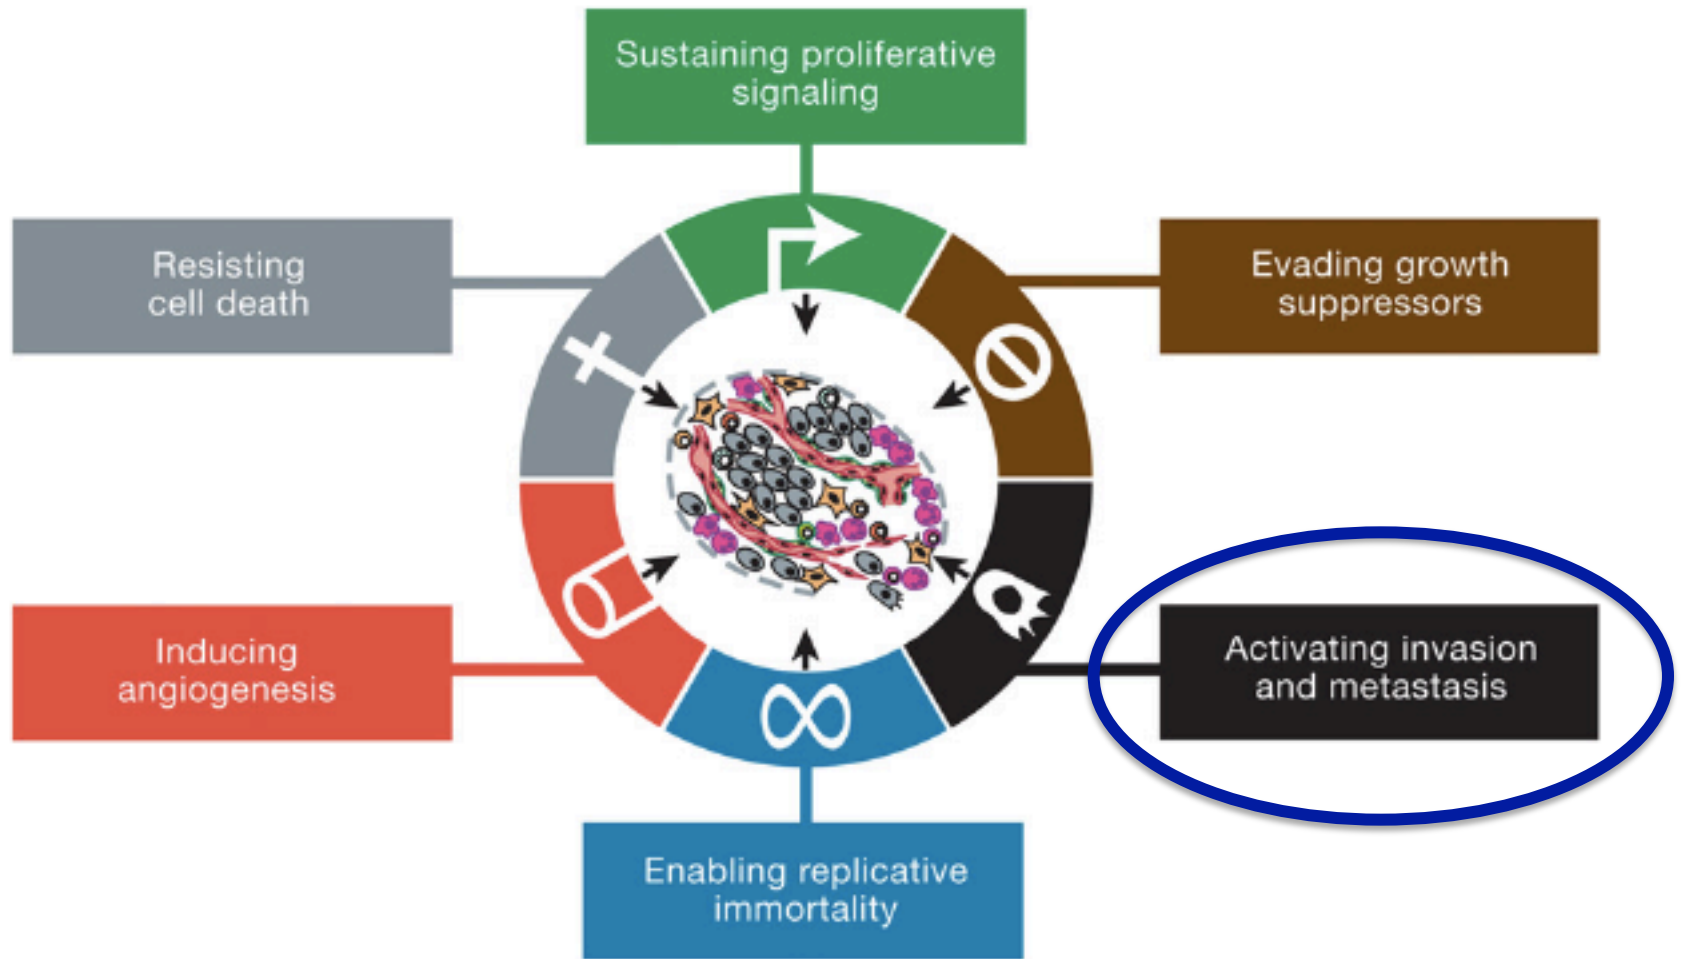 Sustaining proliferative
signaling
Resisting
cell death
Evading growth
suppressors
Inducing
angiogenesis
Activating invasion
and metastasis
Enabling replicative
immortality